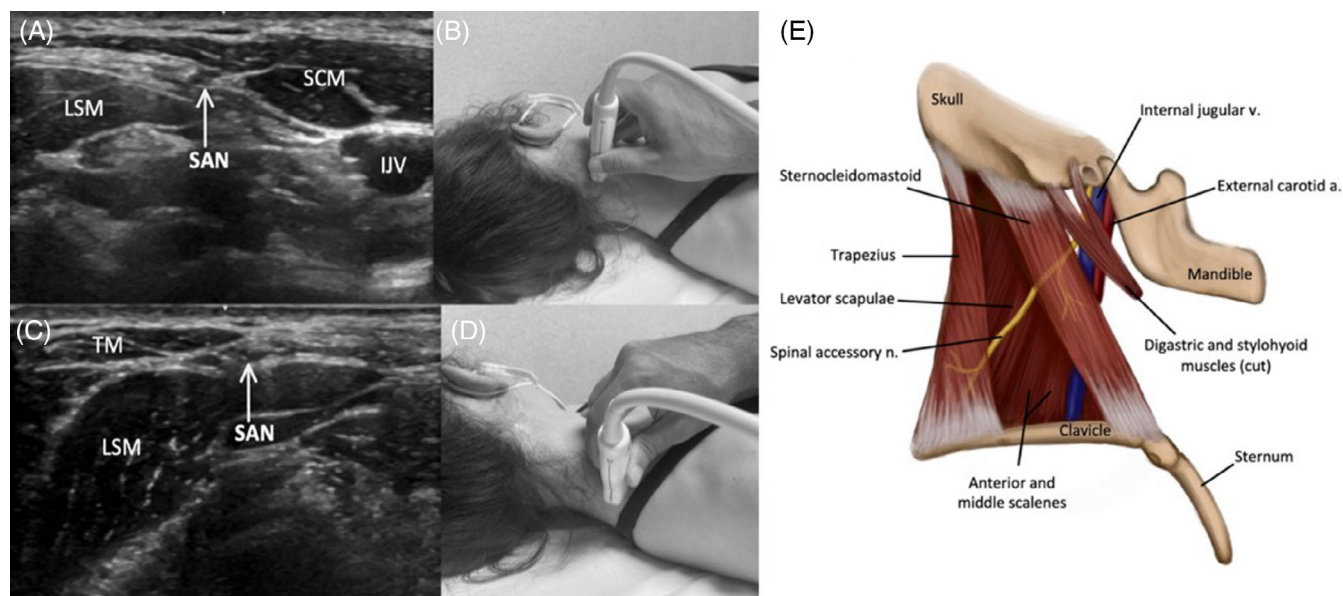 (A)
SCM
LSM
SAN
IJV
(B)
(C)
TM
SAN
LSM
(D)
(E)
Skull
Internal jugular v.
Sternocleidomastoid
External carotid a.
Trapezius
Mandible
Levator scapulae
Spinal accessory n.
Digastric and stylohyoid
muscles (cut)
Clavicle
Sternum
Anterior and
middle scalenes